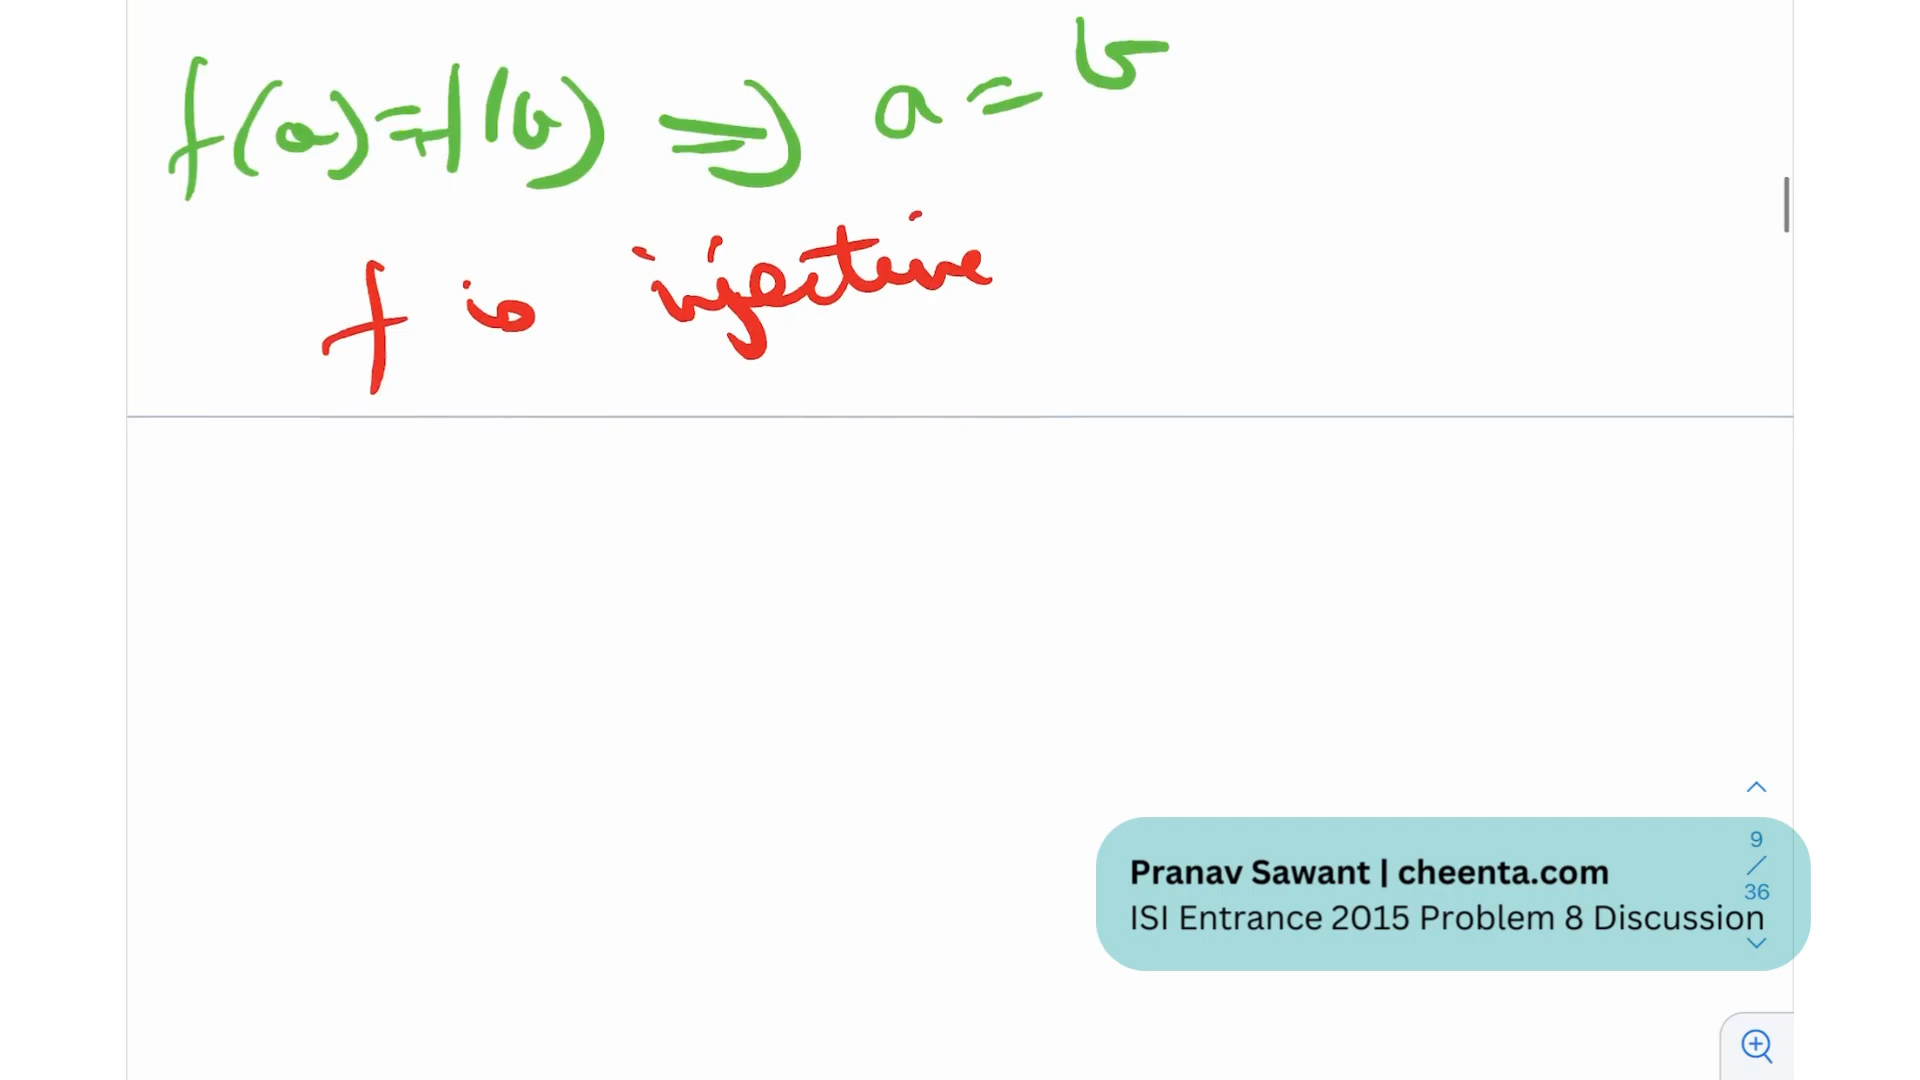 f(a)=f(b) ⇒ a = b
f is injective
9
/
36
Pranav Sawant | cheenta.com
ISI Entrance 2015 Problem 8 Discussion